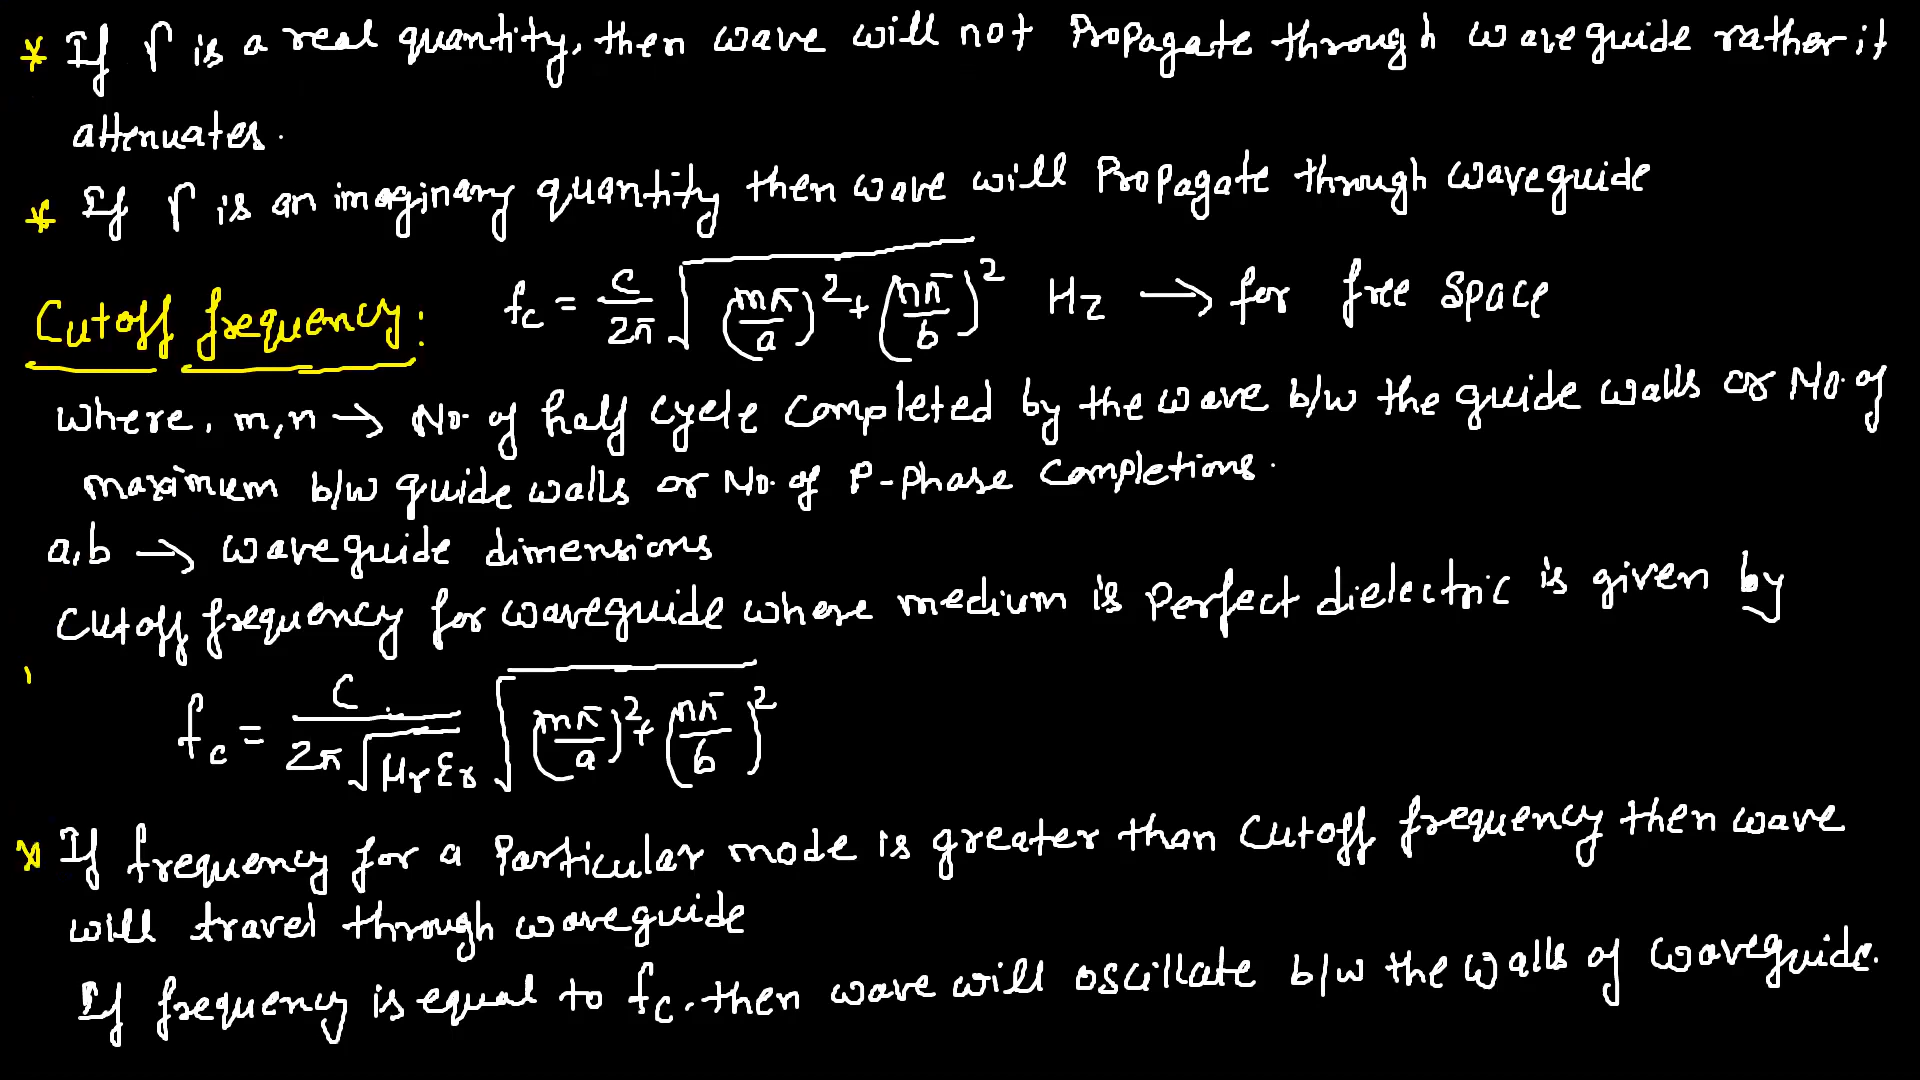 * If Γ is a real quantity, then wave will not Propagate through waveguide rather it
attenuates.
* If Γ is an imaginary quantity then wave will Propagate through waveguide
Cutoff frequency: fc = C/2π √((mπ/a)² + (nπ/b)²) Hz → for free space
where, m,n → No. of half cycle completed by the wave b/w the guide walls or No. of
maximum b/w guide walls or No. of P-Phase Completions.
a,b → waveguide dimensions
Cutoff frequency for waveguide where medium is Perfect dielectric is given by
fc = C/(2π√(μr εr)) √((mπ/a)² + (nπ/b)²)
* If frequency for a Particular mode is greater than Cutoff frequency then wave
will travel through waveguide
If frequency is equal to fc, then wave will oscillate b/w the walls of waveguide.